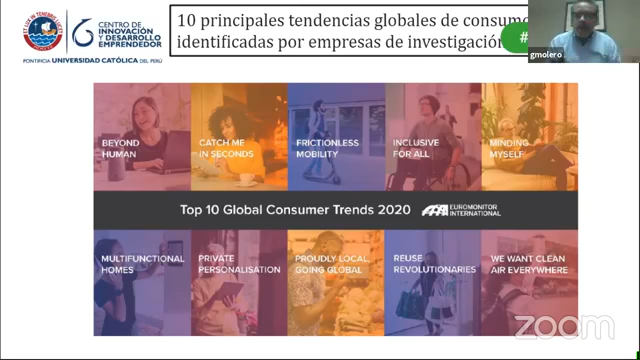 CENTRO DE
INNOVACIÓN
Y DESARROLLO
EMPRENDEDOR
PONTIFICIA UNIVERSIDAD CATÓLICA DEL PERÚ
10 principales tendencias globales de consumo
identificadas por empresas de investigación
#
gmolero
BEYOND
HUMAN
CATCH ME
IN SECONDS
FRICTIONLESS
MOBILITY
INCLUSIVE
FOR ALL
MINDING
MYSELF
Top 10 Global Consumer Trends 2020
EUROMONITOR
INTERNATIONAL
MULTIFUNCTIONAL
HOMES
PRIVATE
PERSONALISATION
PROUDLY LOCAL,
GOING GLOBAL
REUSE
REVOLUTIONARIES
WE WANT CLEAN
AIR EVERYWHERE
zoom